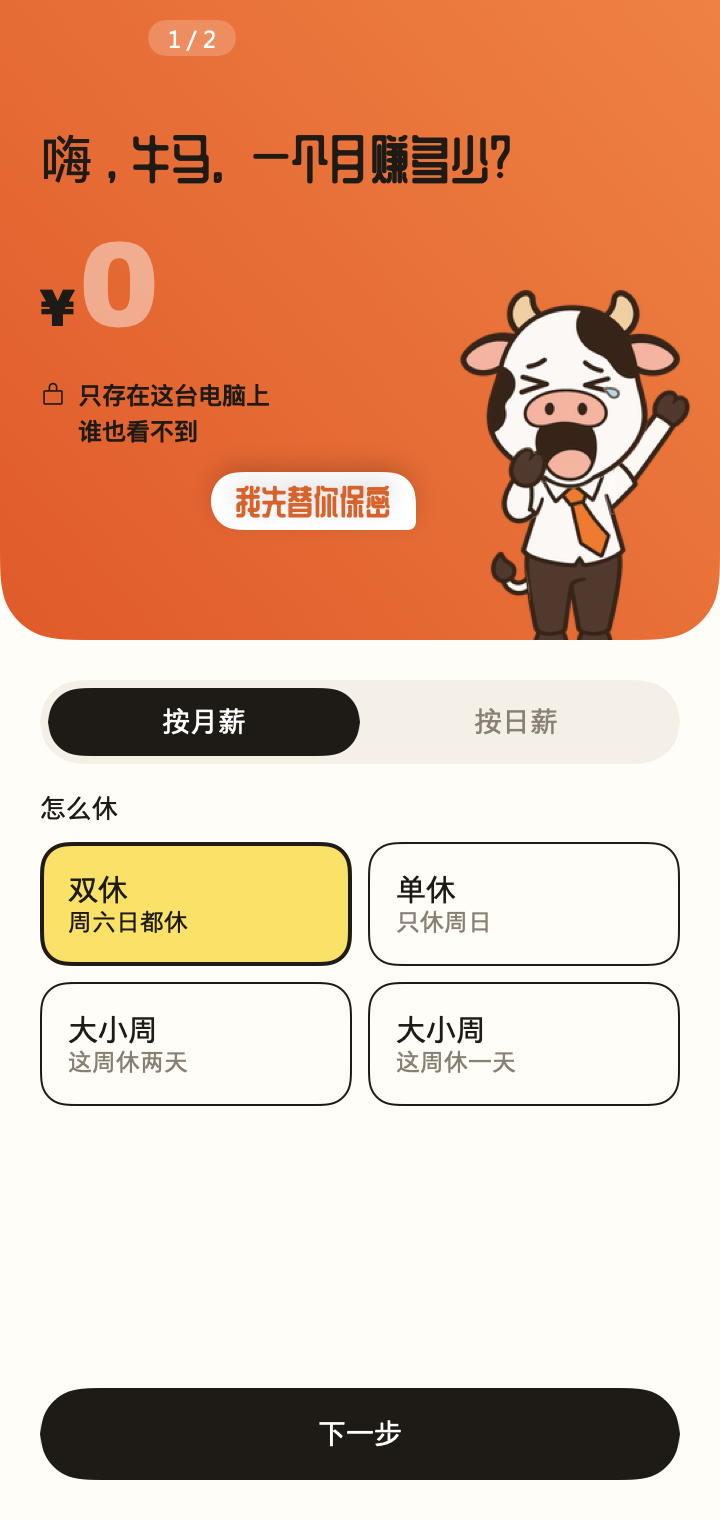 1 / 2
嗨，牛马，一个月赚多少?
¥0
只存在这台电脑上
谁也看不到
我先替你保密
按月薪
按日薪
怎么休
双休
周六日都休
单休
只休周日
大小周
这周休两天
大小周
这周休一天
下一步